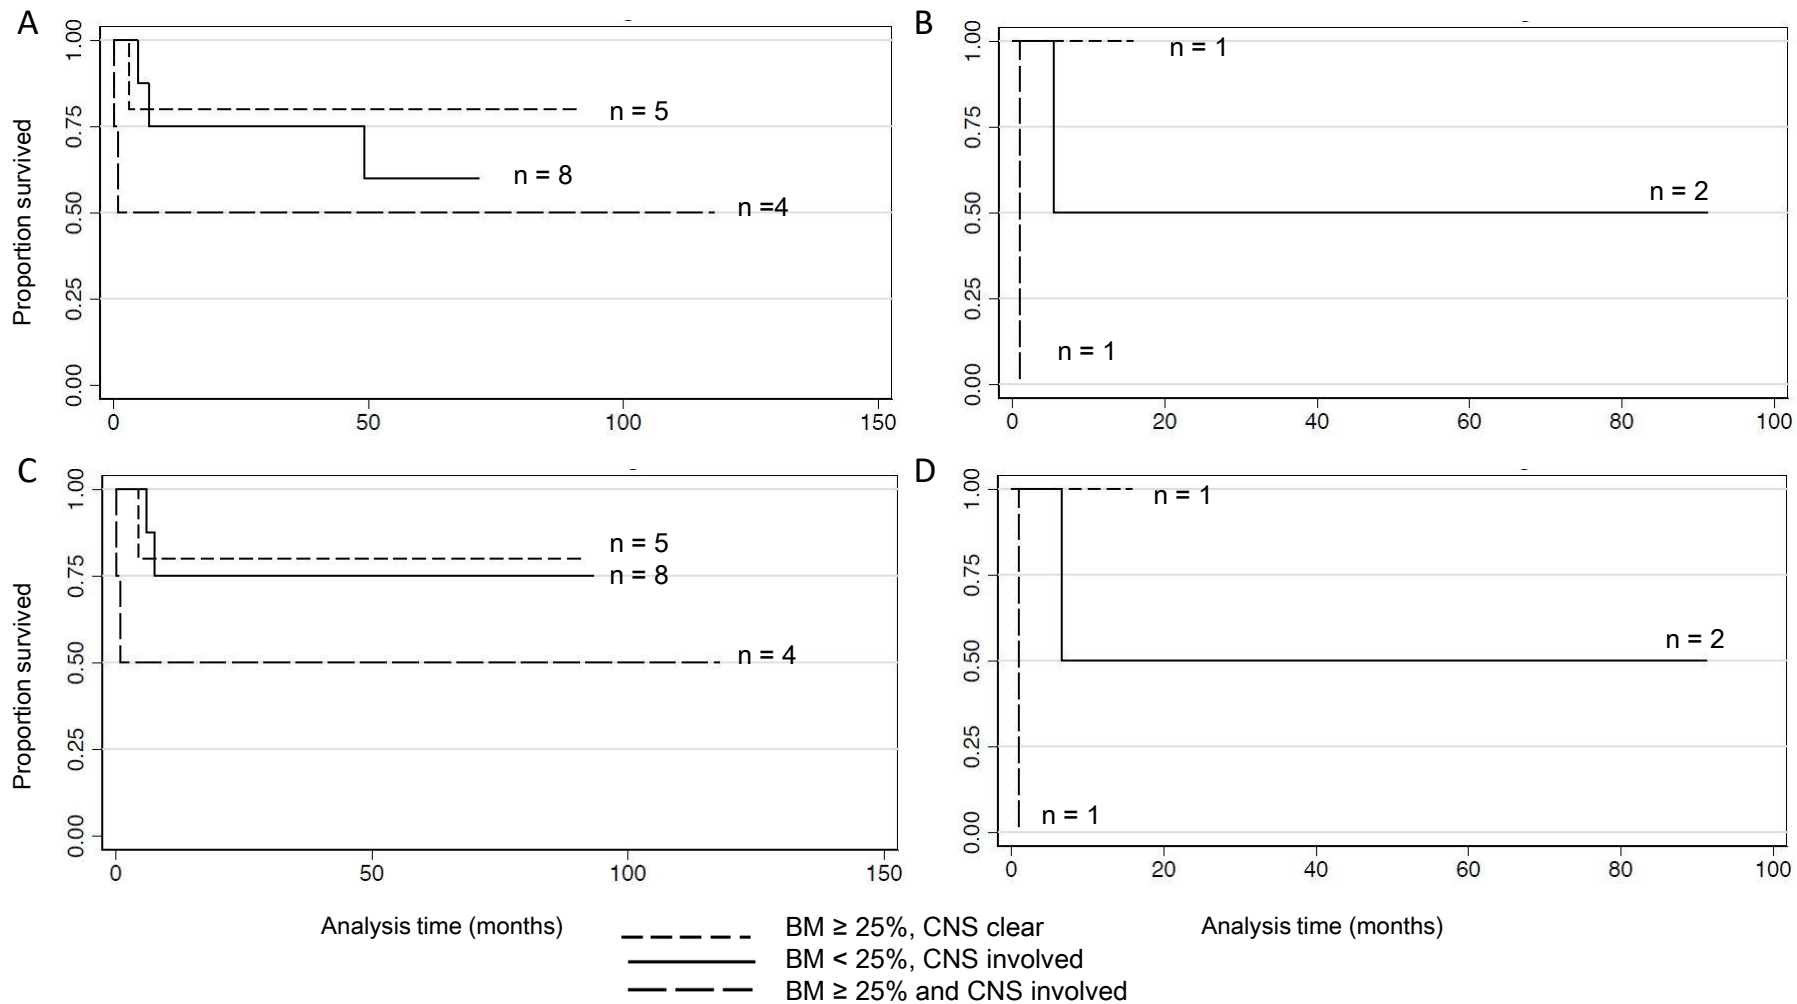 A
Proportion survived
1.00
0.75
0.50
0.25
0.00
n = 5
n = 8
n =4
0 50 100 150
B
1.00
0.75
0.50
0.25
0.00
n = 1
n = 2
n = 1
0 20 40 60 80 100
C
Proportion survived
1.00
0.75
0.50
0.25
0.00
n = 5
n = 8
n = 4
0 50 100 150
D
1.00
0.75
0.50
0.25
0.00
n = 1
n = 2
n = 1
0 20 40 60 80 100
Analysis time (months)
Analysis time (months)
BM ≥ 25%, CNS clear
BM < 25%, CNS involved
BM ≥ 25% and CNS involved